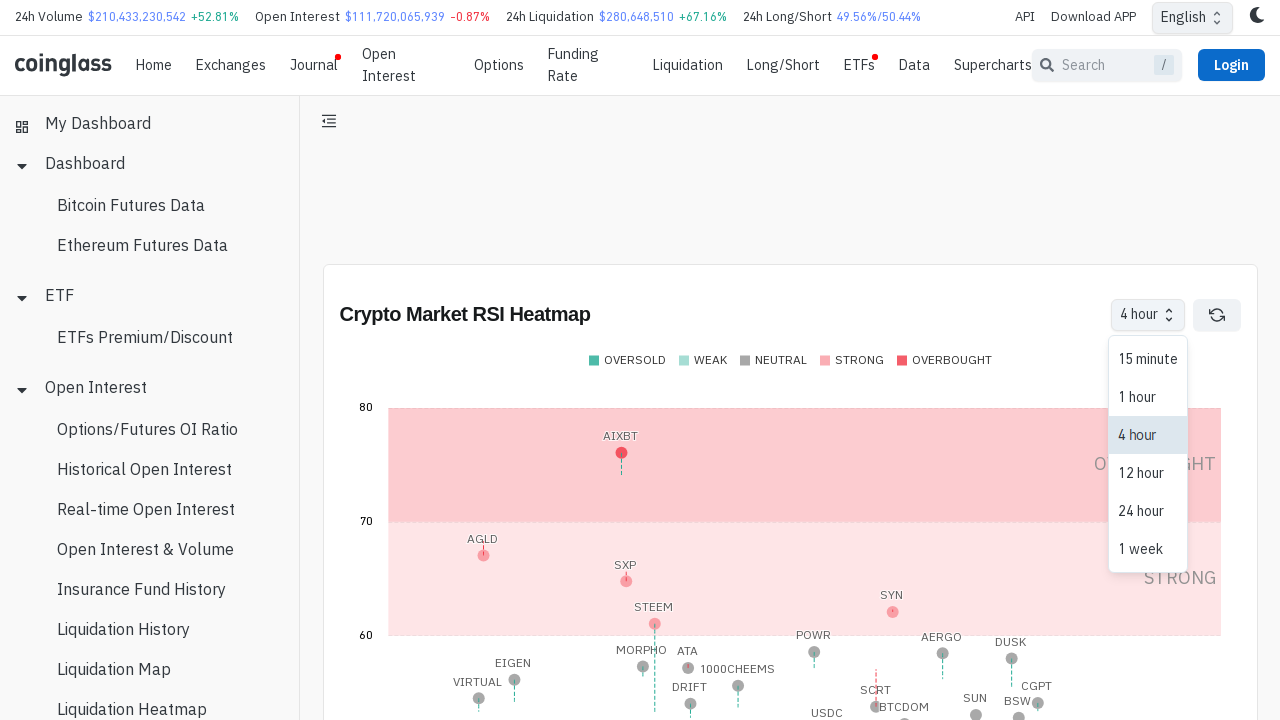 24h Volume $210,433,230,542 +52.81% Open Interest $111,720,065,939 -0.87% 24h Liquidation $280,648,510 +67.16% 24h Long/Short 49.56%/50.44% API Download APP English
coinglass Home Exchanges Journal Open Interest Options Funding Rate Liquidation Long/Short ETFs Data Supercharts Search / Login
My Dashboard
Dashboard
Bitcoin Futures Data
Ethereum Futures Data
ETF
ETFs Premium/Discount
Open Interest
Options/Futures OI Ratio
Historical Open Interest
Real-time Open Interest
Open Interest & Volume
Insurance Fund History
Liquidation History
Liquidation Map
Liquidation Heatmap
Crypto Market RSI Heatmap 4 hour
15 minute
1 hour
4 hour
12 hour
24 hour
1 week
OVERSOLD WEAK NEUTRAL STRONG OVERBOUGHT
80
AIXBT
70
AGLD
SXP
STRONG
SYN
STEEM
60
POWR
AERGO
DUSK
MORPHO ATA
EIGEN
1000CHEEMS
VIRTUAL
DRIFT
SCRT
CGPT
SUN
BSW
BTCDOM
USDC